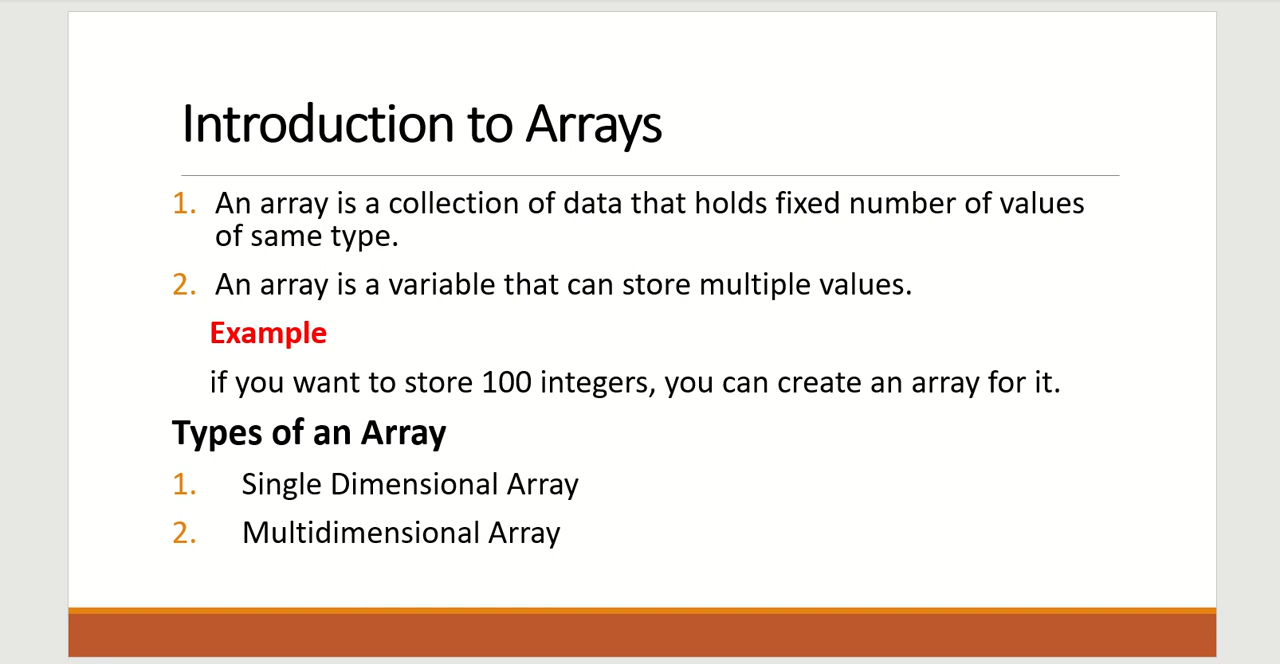 Introduction to Arrays
1. An array is a collection of data that holds fixed number of values
of same type.
2. An array is a variable that can store multiple values.
Example
if you want to store 100 integers, you can create an array for it.
Types of an Array
1. Single Dimensional Array
2. Multidimensional Array